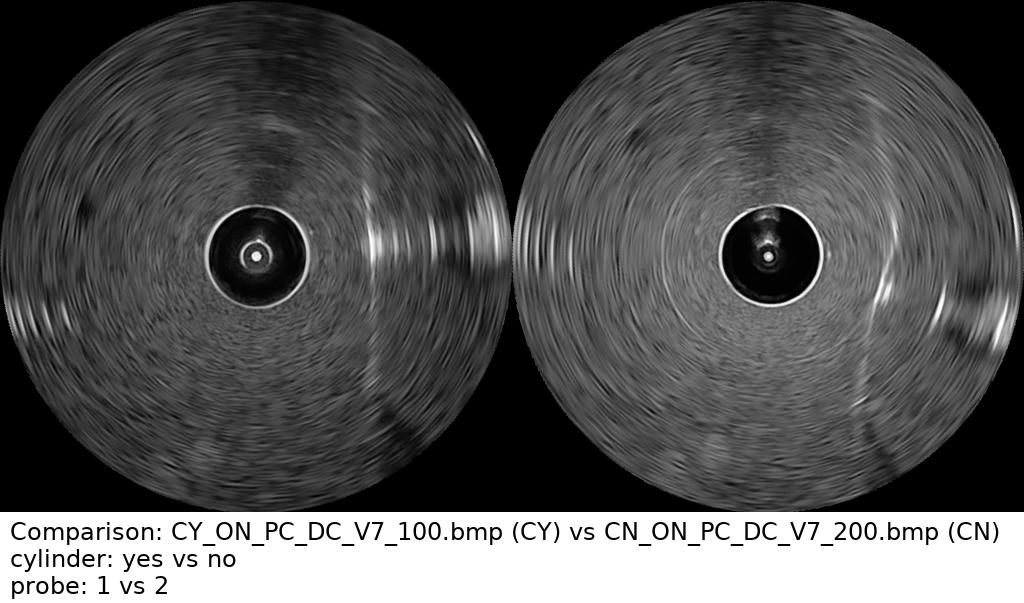 Comparison: CY_ON_PC_DC_V7_100.bmp (CY) vs CN_ON_PC_DC_V7_200.bmp (CN)
cylinder: yes vs no
probe: 1 vs 2